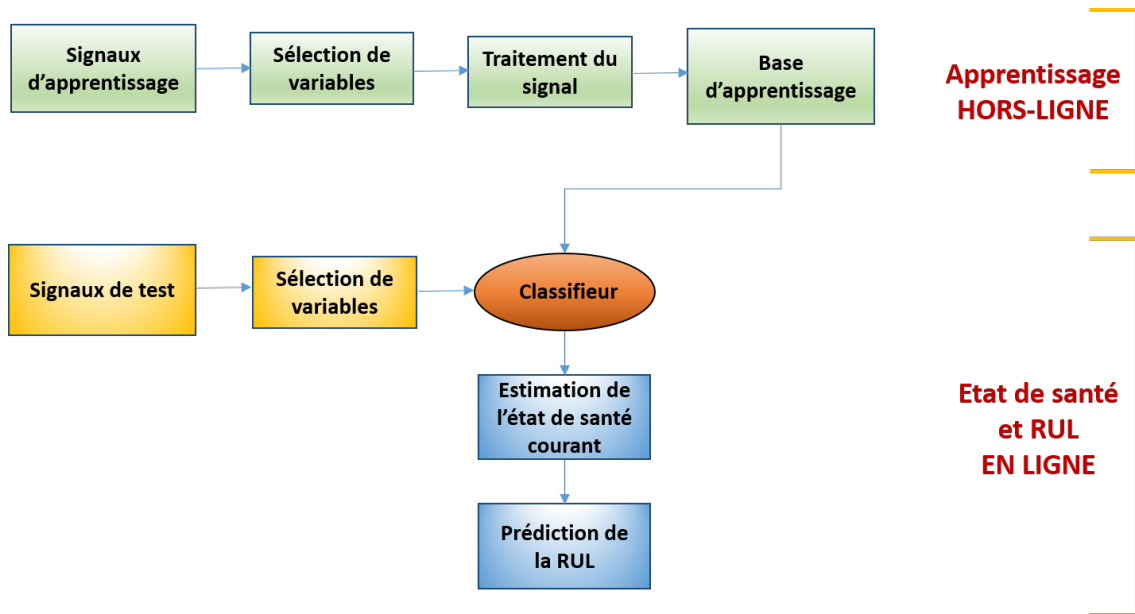 Signaux
d'apprentissage
Sélection de
variables
Traitement du
signal
Base
d'apprentissage
Apprentissage
HORS-LIGNE
Signaux de test
Sélection de
variables
Classifieur
Estimation de
l'état de santé
courant
Prédiction de
la RUL
Etat de santé
et RUL
EN LIGNE